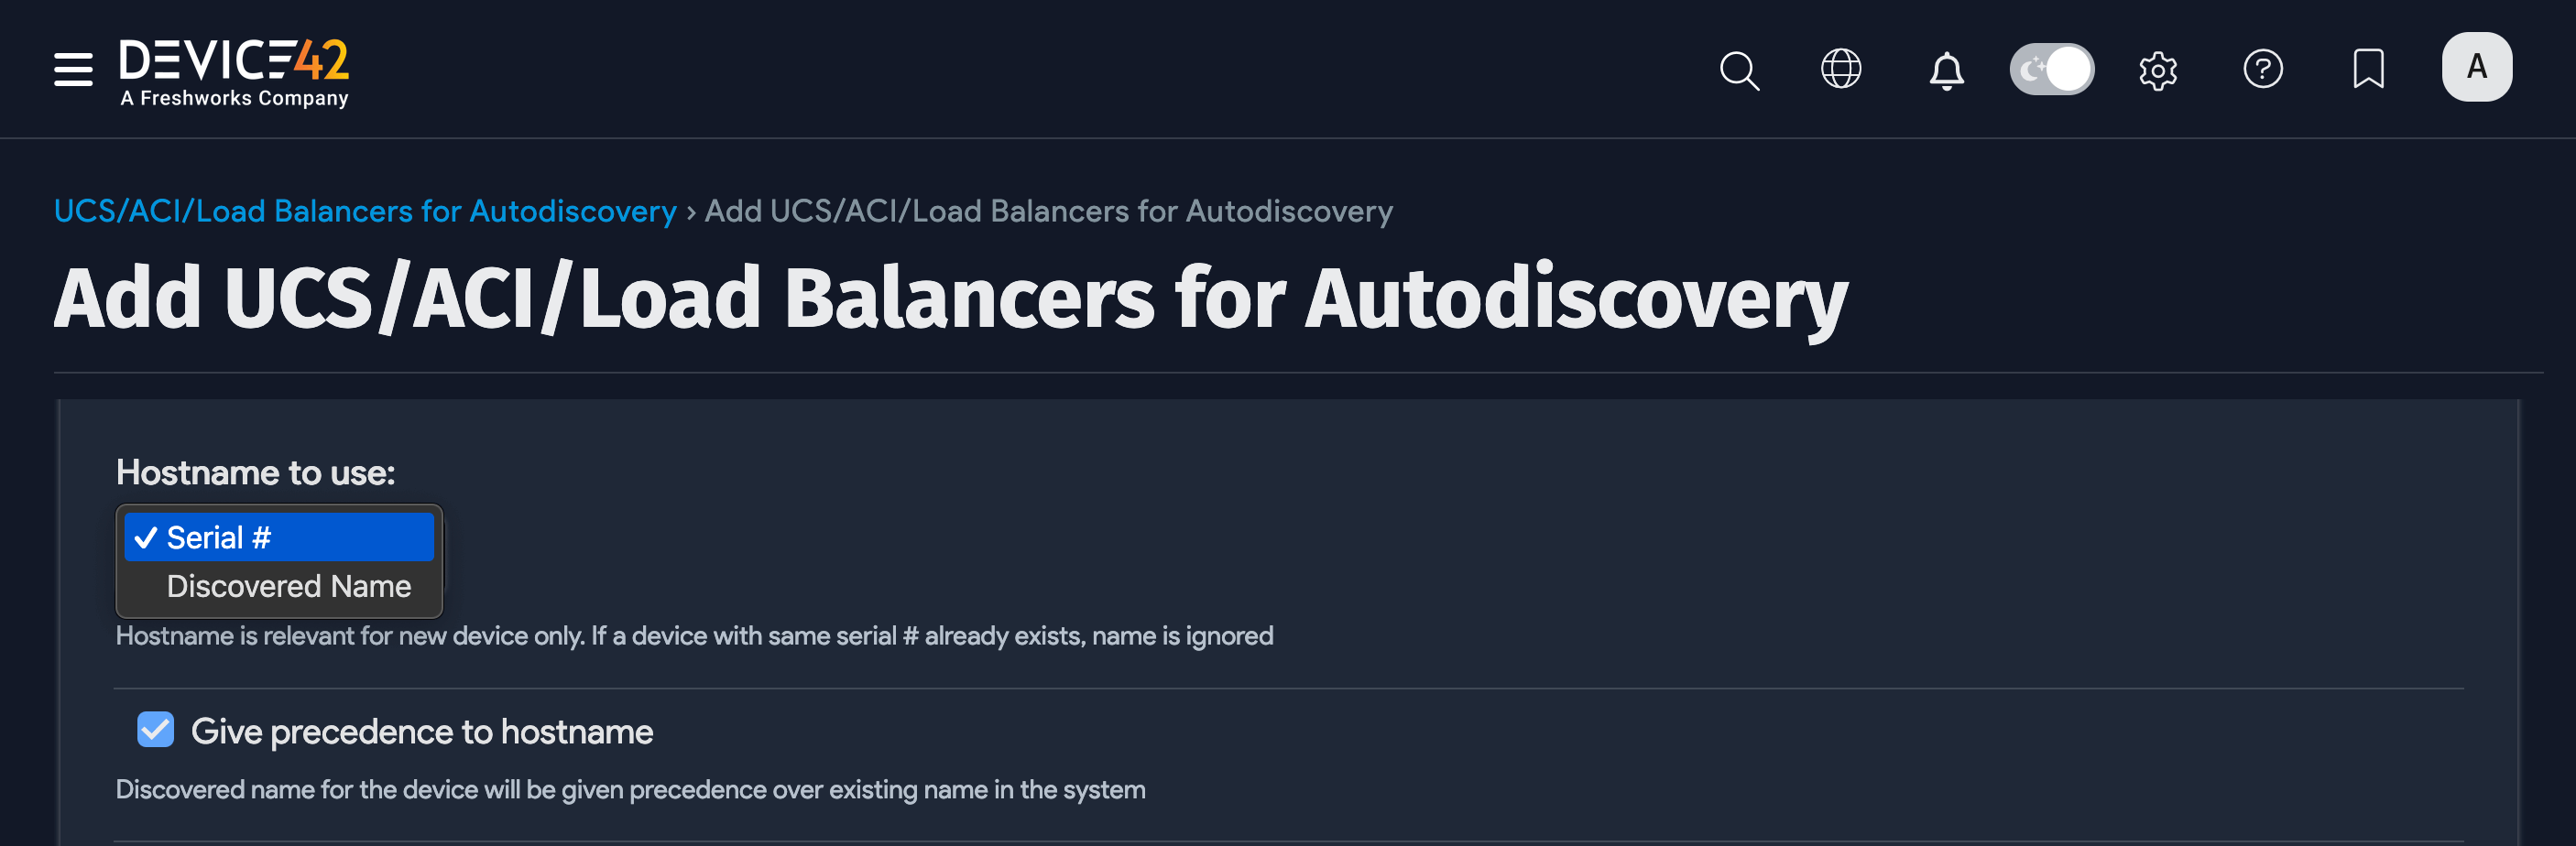 DEVICE42
A Freshworks Company
A
UCS/ACI/Load Balancers for Autodiscovery › Add UCS/ACI/Load Balancers for Autodiscovery
Add UCS/ACI/Load Balancers for Autodiscovery
Hostname to use:
✓ Serial #
Discovered Name
Hostname is relevant for new device only. If a device with same serial # already exists, name is ignored
Give precedence to hostname
Discovered name for the device will be given precedence over existing name in the system